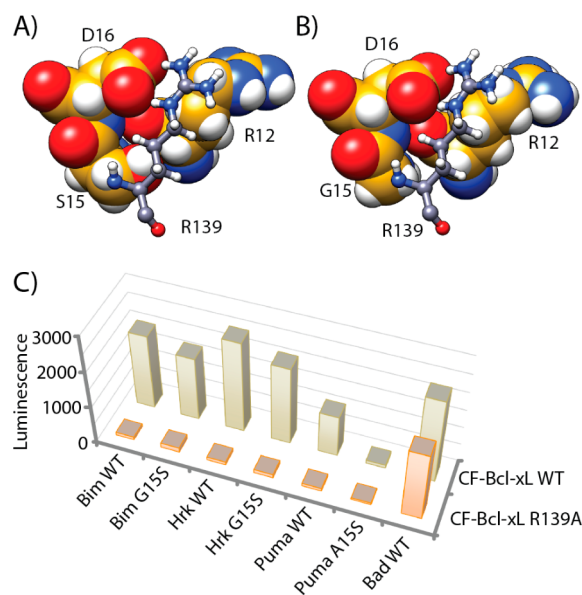 A)
D16
R12
S15
R139
B)
D16
R12
G15
R139
C)
Luminescence
3000
2000
1000
0
Bim WT
Bim G15S
Hrk WT
Hrk G15S
Puma WT
Puma A15S
Bad WT
CF-Bcl-xL WT
CF-Bcl-xL R139A